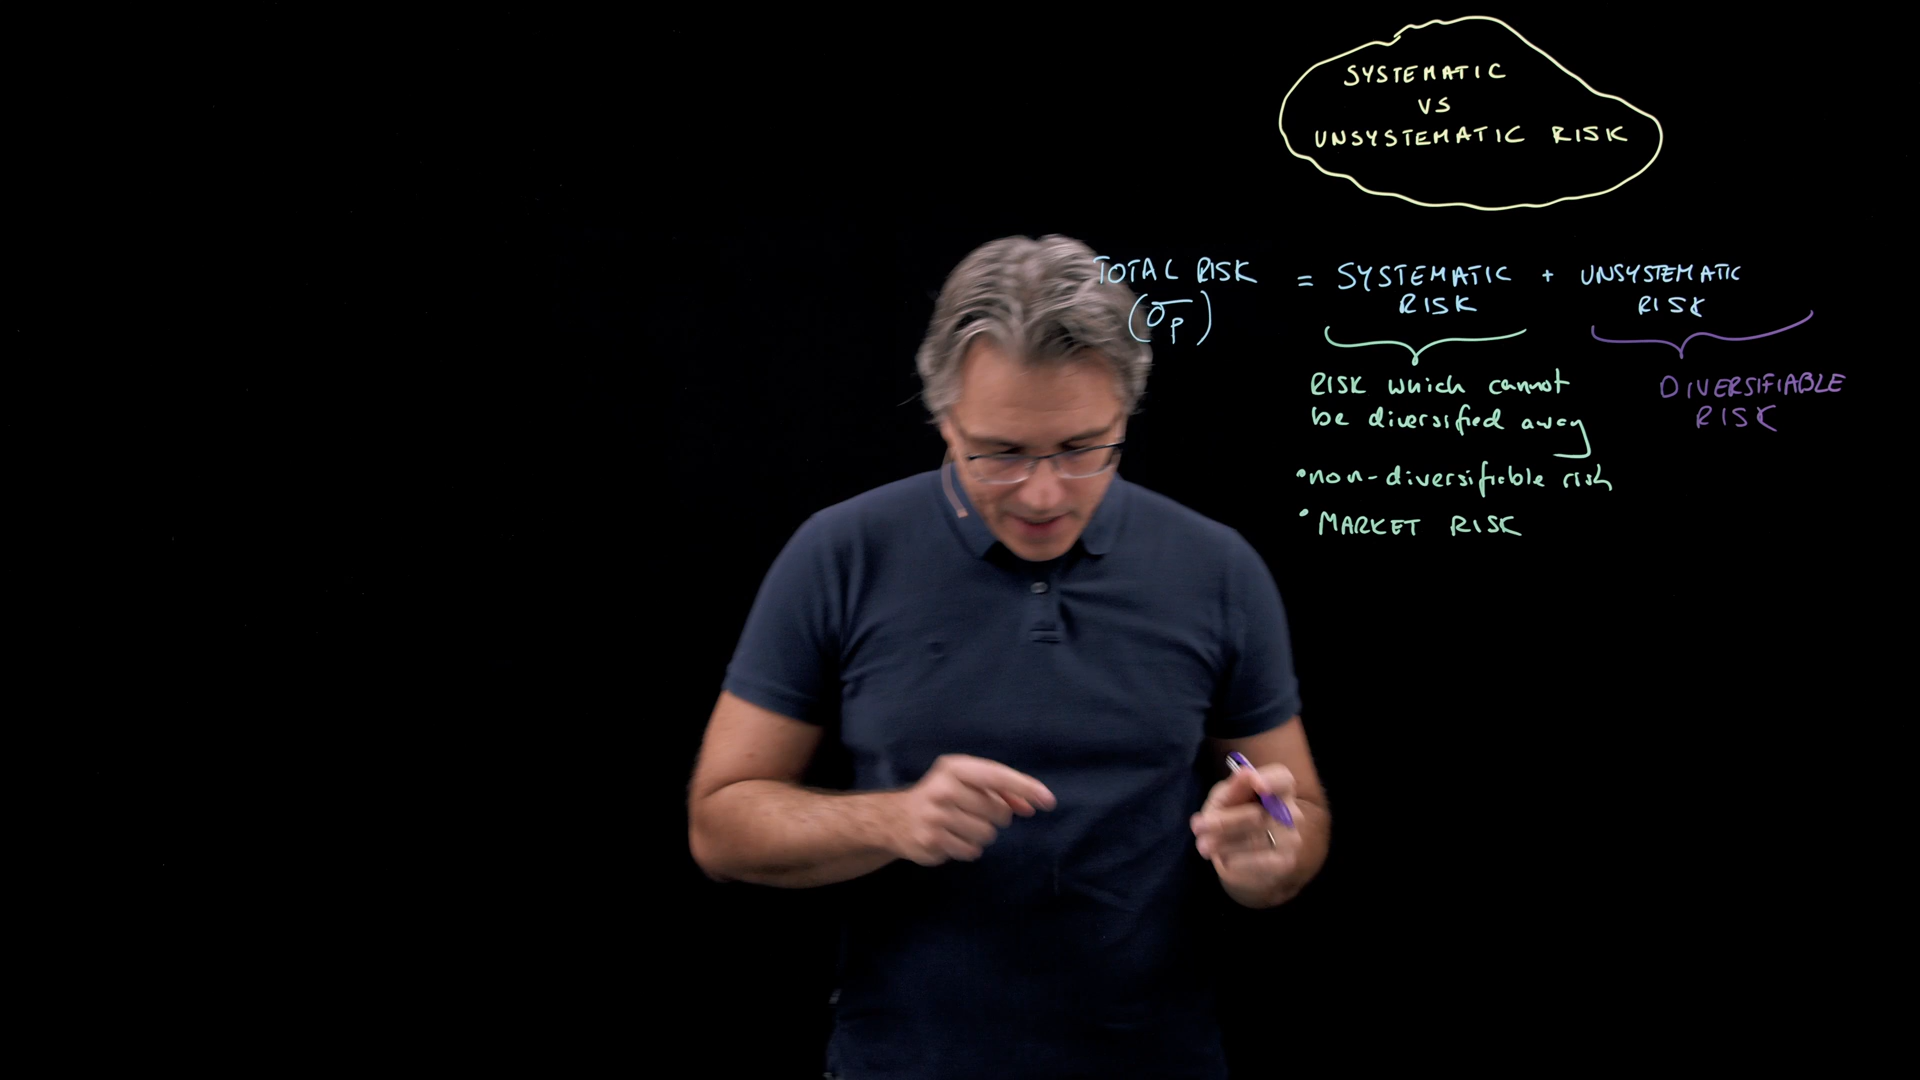 SYSTEMATIC
VS
UNSYSTEMATIC RISK
TOTAL RISK = SYSTEMATIC + UNSYSTEMATIC
(σp) RISK RISK
RISK which cannot
be diversified away
DIVERSIFIABLE
RISK
•non-diversifiable risk
• MARKET RISK